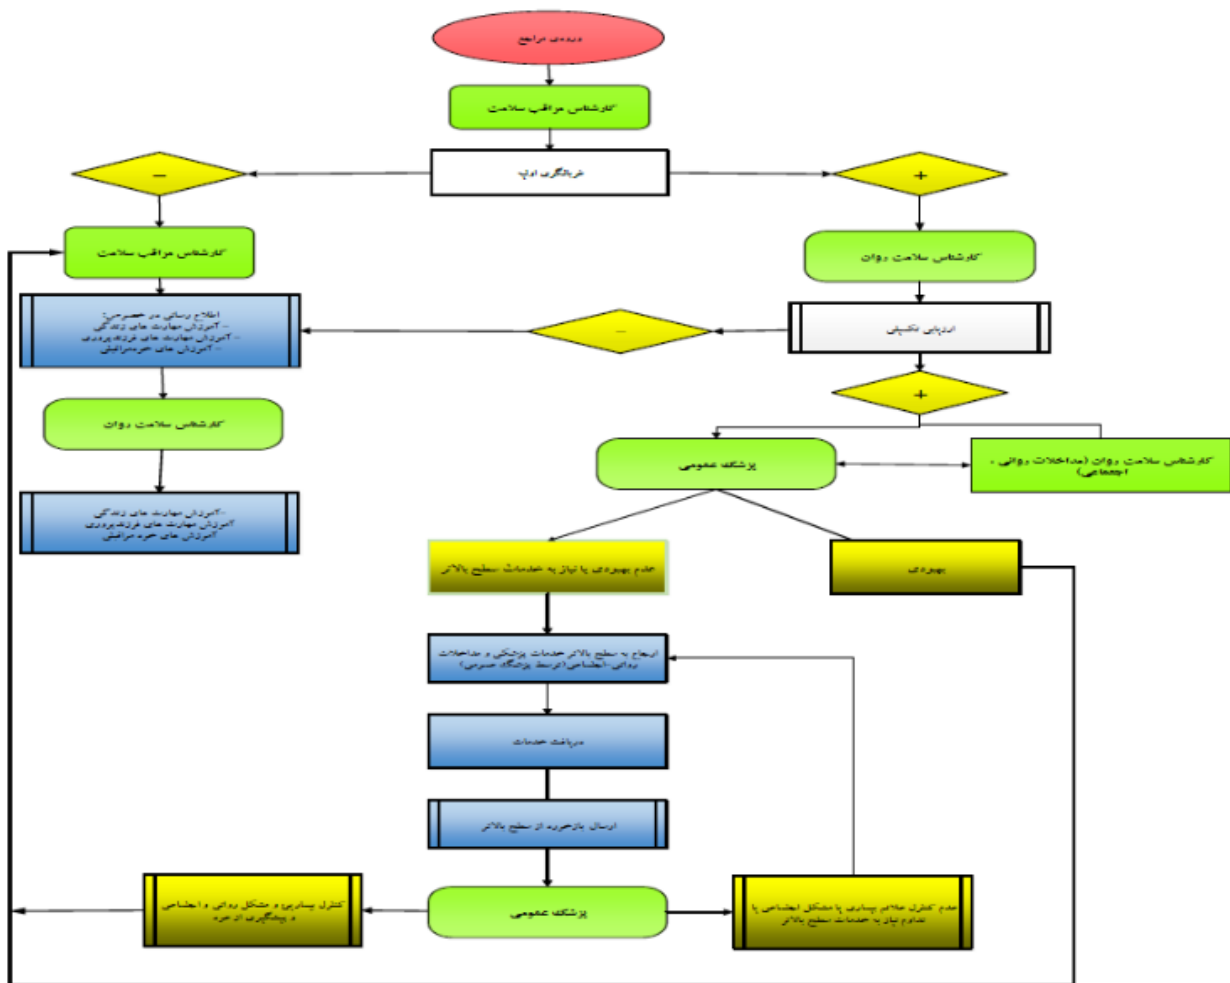 ورودی مراجع
کارشناس مراقب سلامت
غربالگری اولیه
–
+
کارشناس مراقب سلامت
کارشناس سلامت روان
اطلاع رسانی در خصوص:
– آموزش مهارت های زندگی
– آموزش مهارت های فرزندپروری
– آموزش های خودمراقبتی
–
ارزیابی تکمیلی
+
کارشناس سلامت روان
پزشک عمومی
کارشناس سلامت روان (مداخلات روانی ،
اجتماعی)
-آموزش مهارت های زندگی
آموزش مهارت های فرزندپروری
آموزش های خود مراقبتی
عدم بهبودی یا نیاز به خدمات سطح بالاتر
بهبودی
ارجاع به سطح بالاتر خدمات پزشکی و مداخلات
روانی-اجتماعی(توسط پزشک عمومی)
دریافت خدمات
ارسال بازخورد از سطح بالاتر
کنترل بیماری و مشکل روانی و اجتماعی
و پیشگیری از عود
پزشک عمومی
عدم کنترل علائم بیماری یا مشکل اجتماعی یا
تداوم نیاز به خدمات سطح بالاتر